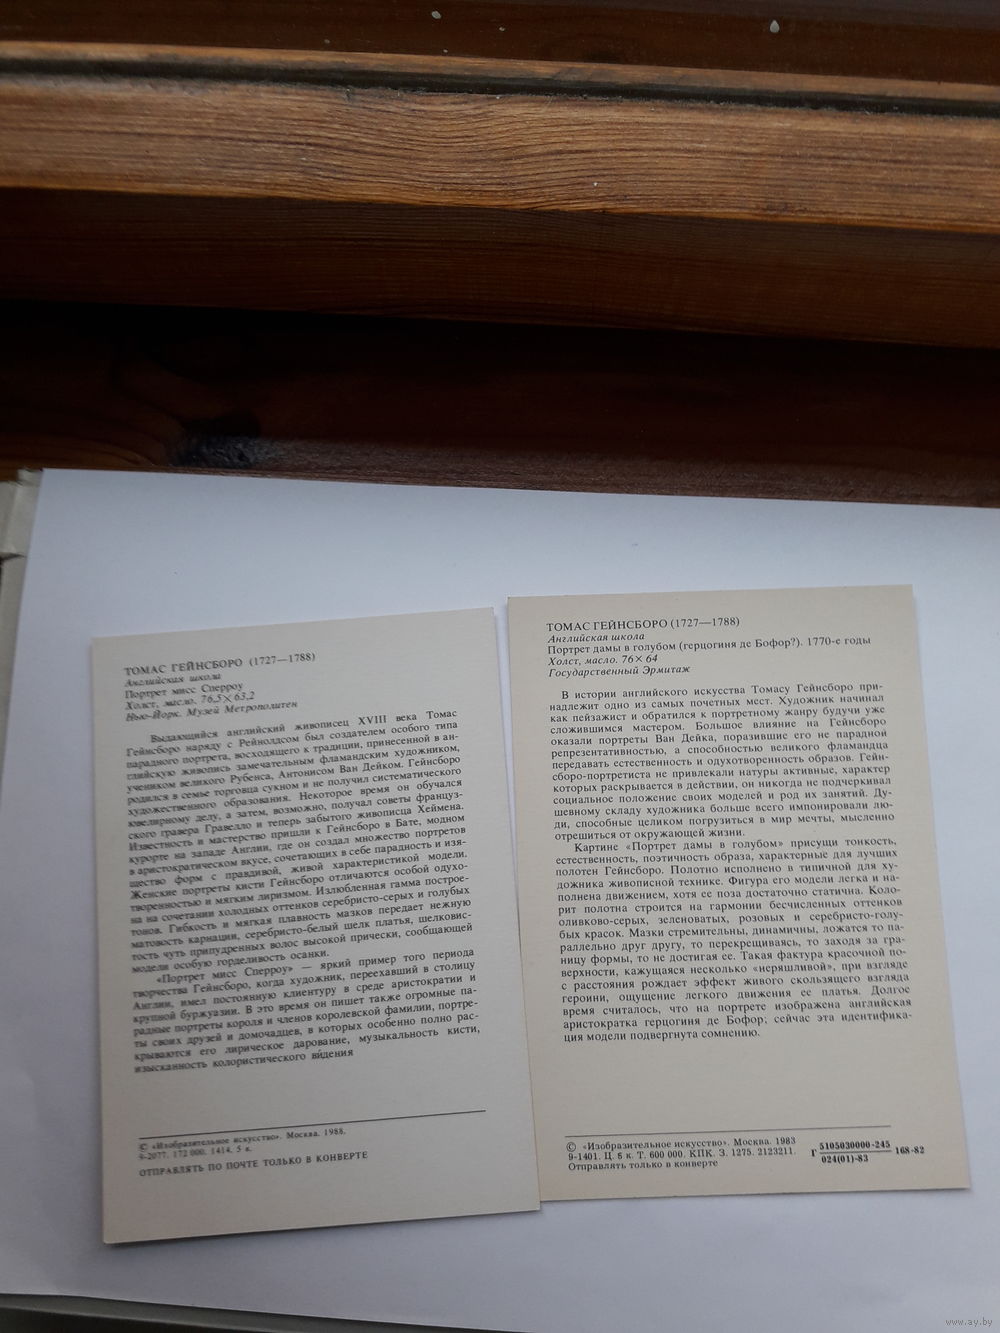 ТОМАС ГЕЙНСБОРО (1727—1788)
Английская школа
Портрет мисс Сперроу
Холст, масло. 76,5×63,2
Нью-Йорк. Музей Метрополитен
Выдающийся английский живописец XVIII века Томас
Гейнсборо наряду с Рейнолдсом был создателем особого типа
парадного портрета, восходящего к традиции, принесенной в ан-
глийскую живопись замечательным фламандским художником,
учеником великого Рубенса, Антонисом Ван Дейком. Гейнсборо
родился в семье торговца сукном и не получил систематического
художественного образования. Некоторое время он обучался
ювелирному делу, а затем, возможно, получал советы француз-
ского гравера Гравелло и теперь забытого живописца Хеймена.
Известность и мастерство пришли к Гейнсборо в Бате, модном
курорте на западе Англии, где он создал множество портретов
в аристократическом вкусе, сочетающих в себе парадность и изя-
щество форм с правдивой, живой характеристикой модели.
Женские портреты кисти Гейнсборо отличаются особой одухо-
творенностью и мягким лиризмом. Излюбленная гамма построе-
на на сочетании холодных оттенков серебристо-серых и голубых
тонов. Гибкость и мягкая плавность мазков передает нежную
матовость карнации, серебристо-белый шелк платья, шелковис-
тость чуть припудренных волос высокой прически, сообщающей
модели особую горделивость осанки.
«Портрет мисс Сперроу» — яркий пример того периода
творчества Гейнсборо, когда художник, переехавший в столицу
Англии, имел постоянную клиентуру в среде аристократии и
крупной буржуазии. В это время он пишет также огромные па-
радные портреты короля и членов королевской фамилии, портре-
ты своих друзей и домочадцев, в которых особенно полно рас-
крываются его лирическое дарование, музыкальность кисти,
изысканность колористического видения
© «Изобразительное искусство». Москва. 1988.
9-2077. 172 000. 1414. 5 к.
ОТПРАВЛЯТЬ ПО ПОЧТЕ ТОЛЬКО В КОНВЕРТЕ
ТОМАС ГЕЙНСБОРО (1727—1788)
Английская школа
Портрет дамы в голубом (герцогиня де Бофор?). 1770-е годы
Холст, масло. 76×64
Государственный Эрмитаж
В истории английского искусства Томасу Гейнсборо при-
надлежит одно из самых почетных мест. Художник начинал
как пейзажист и обратился к портретному жанру будучи уже
сложившимся мастером. Большое влияние на Гейнсборо
оказали портреты Ван Дейка, поразившие его не парадной
репрезентативностью, а способностью великого фламандца
передавать естественность и одухотворенность образов. Гейн-
сборо-портретиста не привлекали натуры активные, характер
которых раскрывается в действии, он никогда не подчеркивал
социальное положение своих моделей и род их занятий. Ду-
шевному складу художника больше всего импонировали лю-
ди, способные целиком погрузиться в мир мечты, мысленно
отрешиться от окружающей жизни.
Картине «Портрет дамы в голубом» присущи тонкость,
естественность, поэтичность образа, характерные для лучших
полотен Гейнсборо. Полотно исполнено в типичной для ху-
дожника живописной технике. Фигура его модели легка и на-
полнена движением, хотя ее поза достаточно статична. Коло-
рит полотна строится на гармонии бесчисленных оттенков
оливково-серых, зеленоватых, розовых и серебристо-голу-
бых красок. Мазки стремительны, динамичны, ложатся то па-
раллельно друг другу, то перекрещиваясь, то заходя за гра-
ницу формы, то не достигая ее. Такая фактура красочной по-
верхности, кажущаяся несколько «неряшливой», при взгляде
с расстояния рождает эффект живого скользящего взгляда
героини, ощущение легкого движения ее платья. Долгое
время считалось, что на портрете изображена английская
аристократка герцогиня де Бофор; сейчас эта идентифика-
ция модели подвергнута сомнению.
© «Изобразительное искусство». Москва. 1983
9-1401. Ц. 5 к. Т. 600 000. КПК. З. 1275. 2123211.
Отправлять только в конверте
Г 5105030000-245 168-82
024(01)-83
www.ay.by